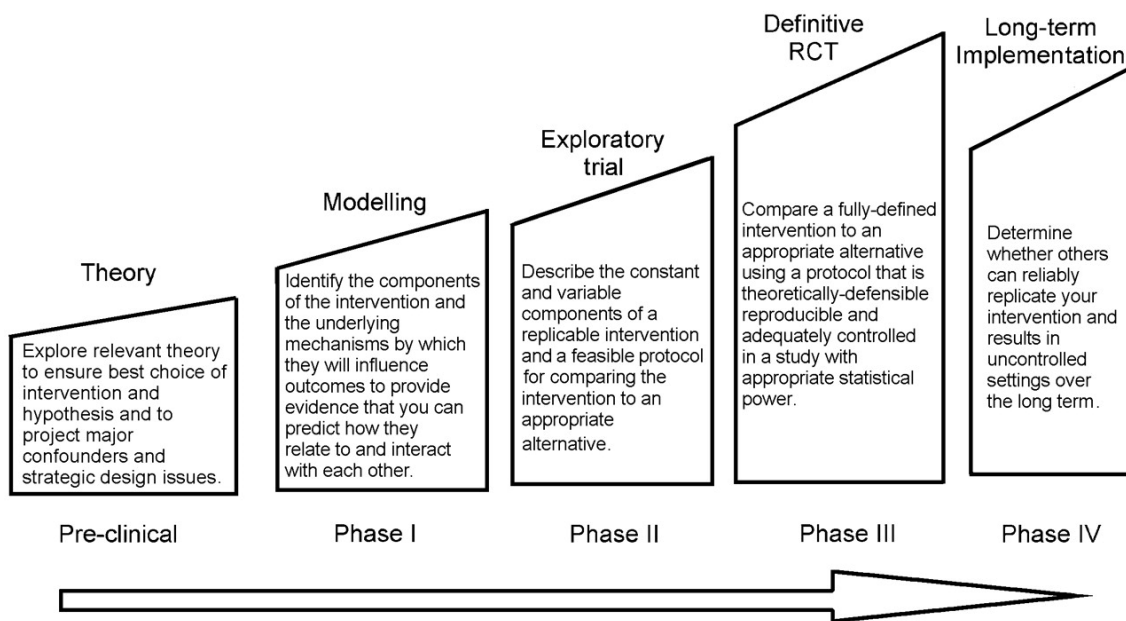 Theory
Explore relevant theory
to ensure best choice of
intervention and
hypothesis and to
project major
confounders and
strategic design issues.
Pre-clinical
Modelling
Identify the components
of the intervention and
the underlying
mechanisms by which
they will influence
outcomes to provide
evidence that you can
predict how they
relate to and interact
with each other.
Phase I
Exploratory
trial
Describe the constant
and variable
components of a
replicable intervention
and a feasible protocol
for comparing the
intervention to an
appropriate
alternative.
Phase II
Definitive
RCT
Compare a fully-defined
intervention to an
appropriate alternative
using a protocol that is
theoretically-defensible
reproducible and
adequately controlled
in a study with
appropriate statistical
power.
Phase III
Long-term
Implementation
Determine
whether others
can reliably
replicate your
intervention and
results in
uncontrolled
settings over
the long term.
Phase IV